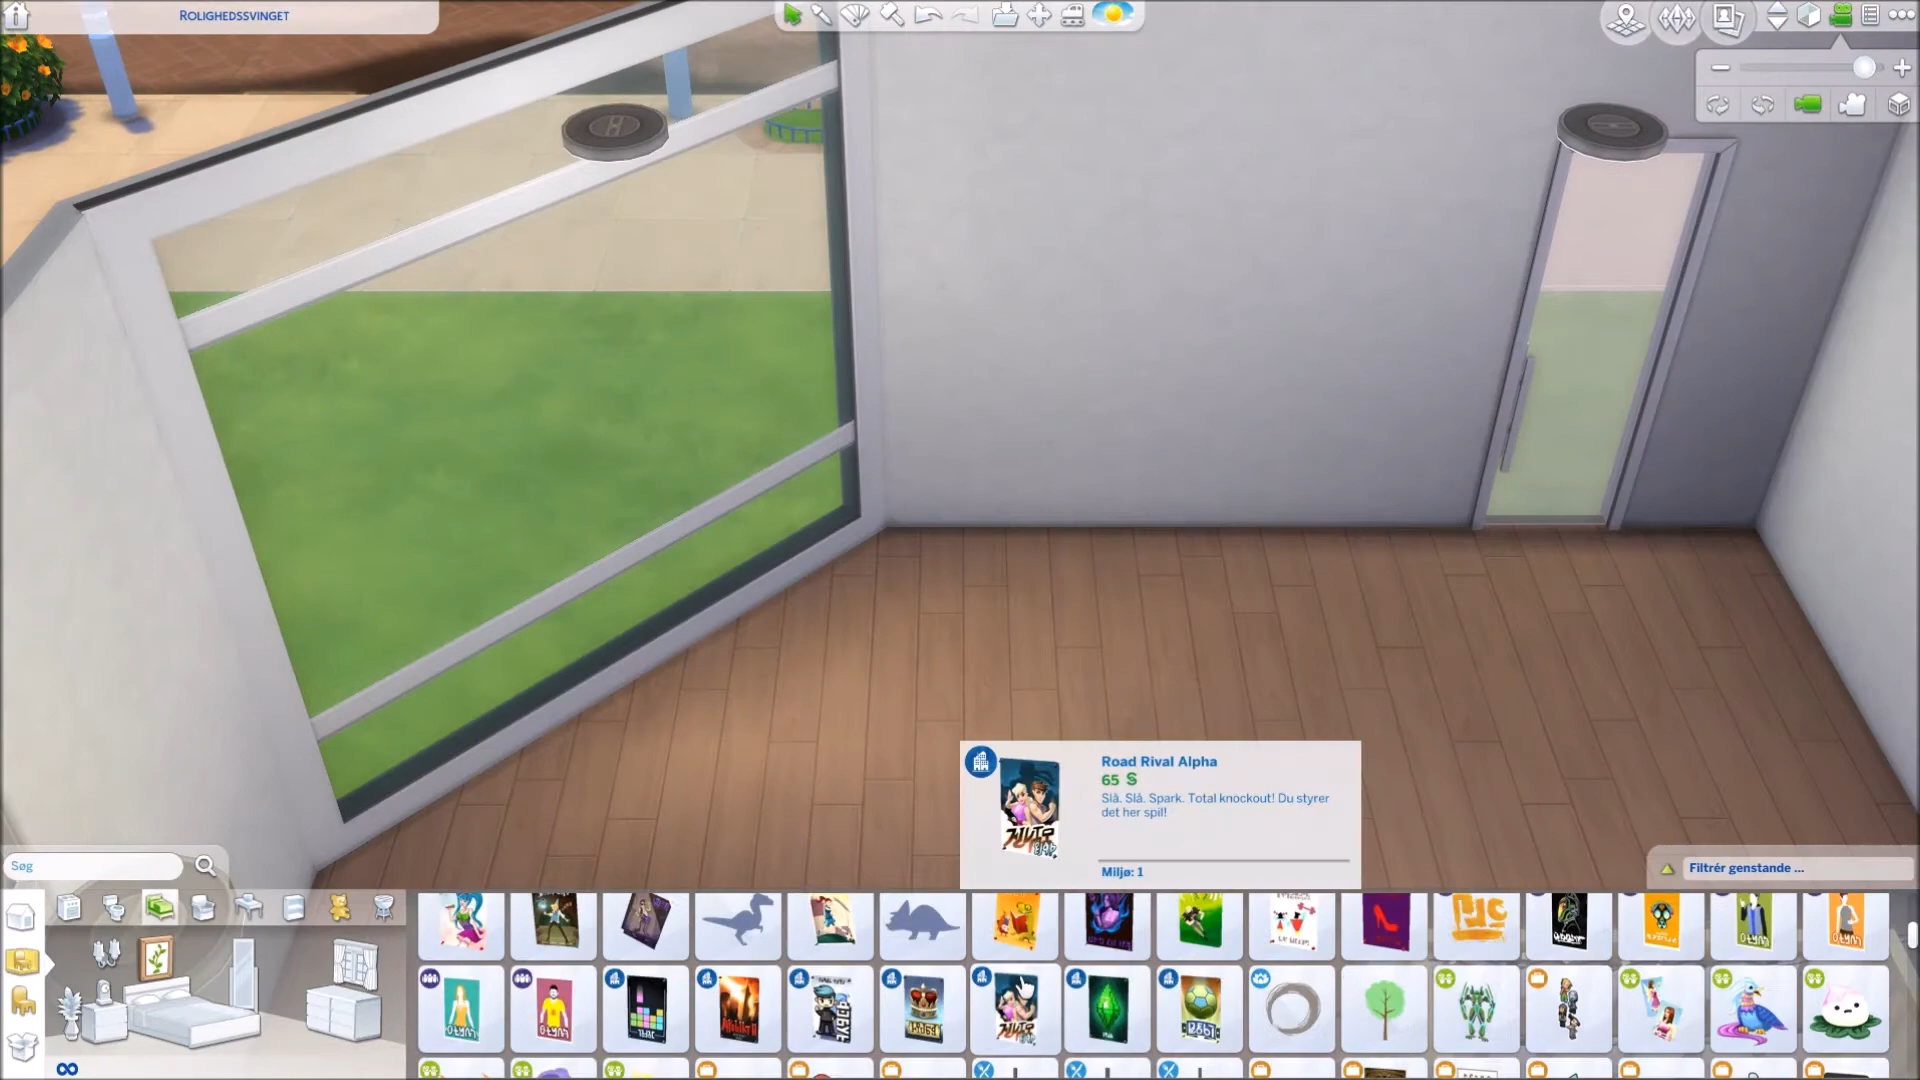 ROLIGHEDSSVINGET
Road Rival Alpha
65 $
Slå. Slå. Spark. Total knockout! Du styrer
det her spil!
Miljø: 1
Søg
Filtrér genstande ...